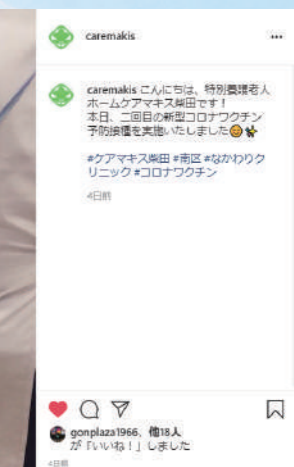 caremakis
caremakis こんにちは、特別養護老人
ホームケアマキス柴田です！
本日、二回目の新型コロナワクチン
予防接種を実施いたしました😊💉
#ケアマキス柴田 #南区 #なかわりク
リニック #コロナワクチン
4日前
gonplaza1966、他18人
が「いいね！」しました
4日前